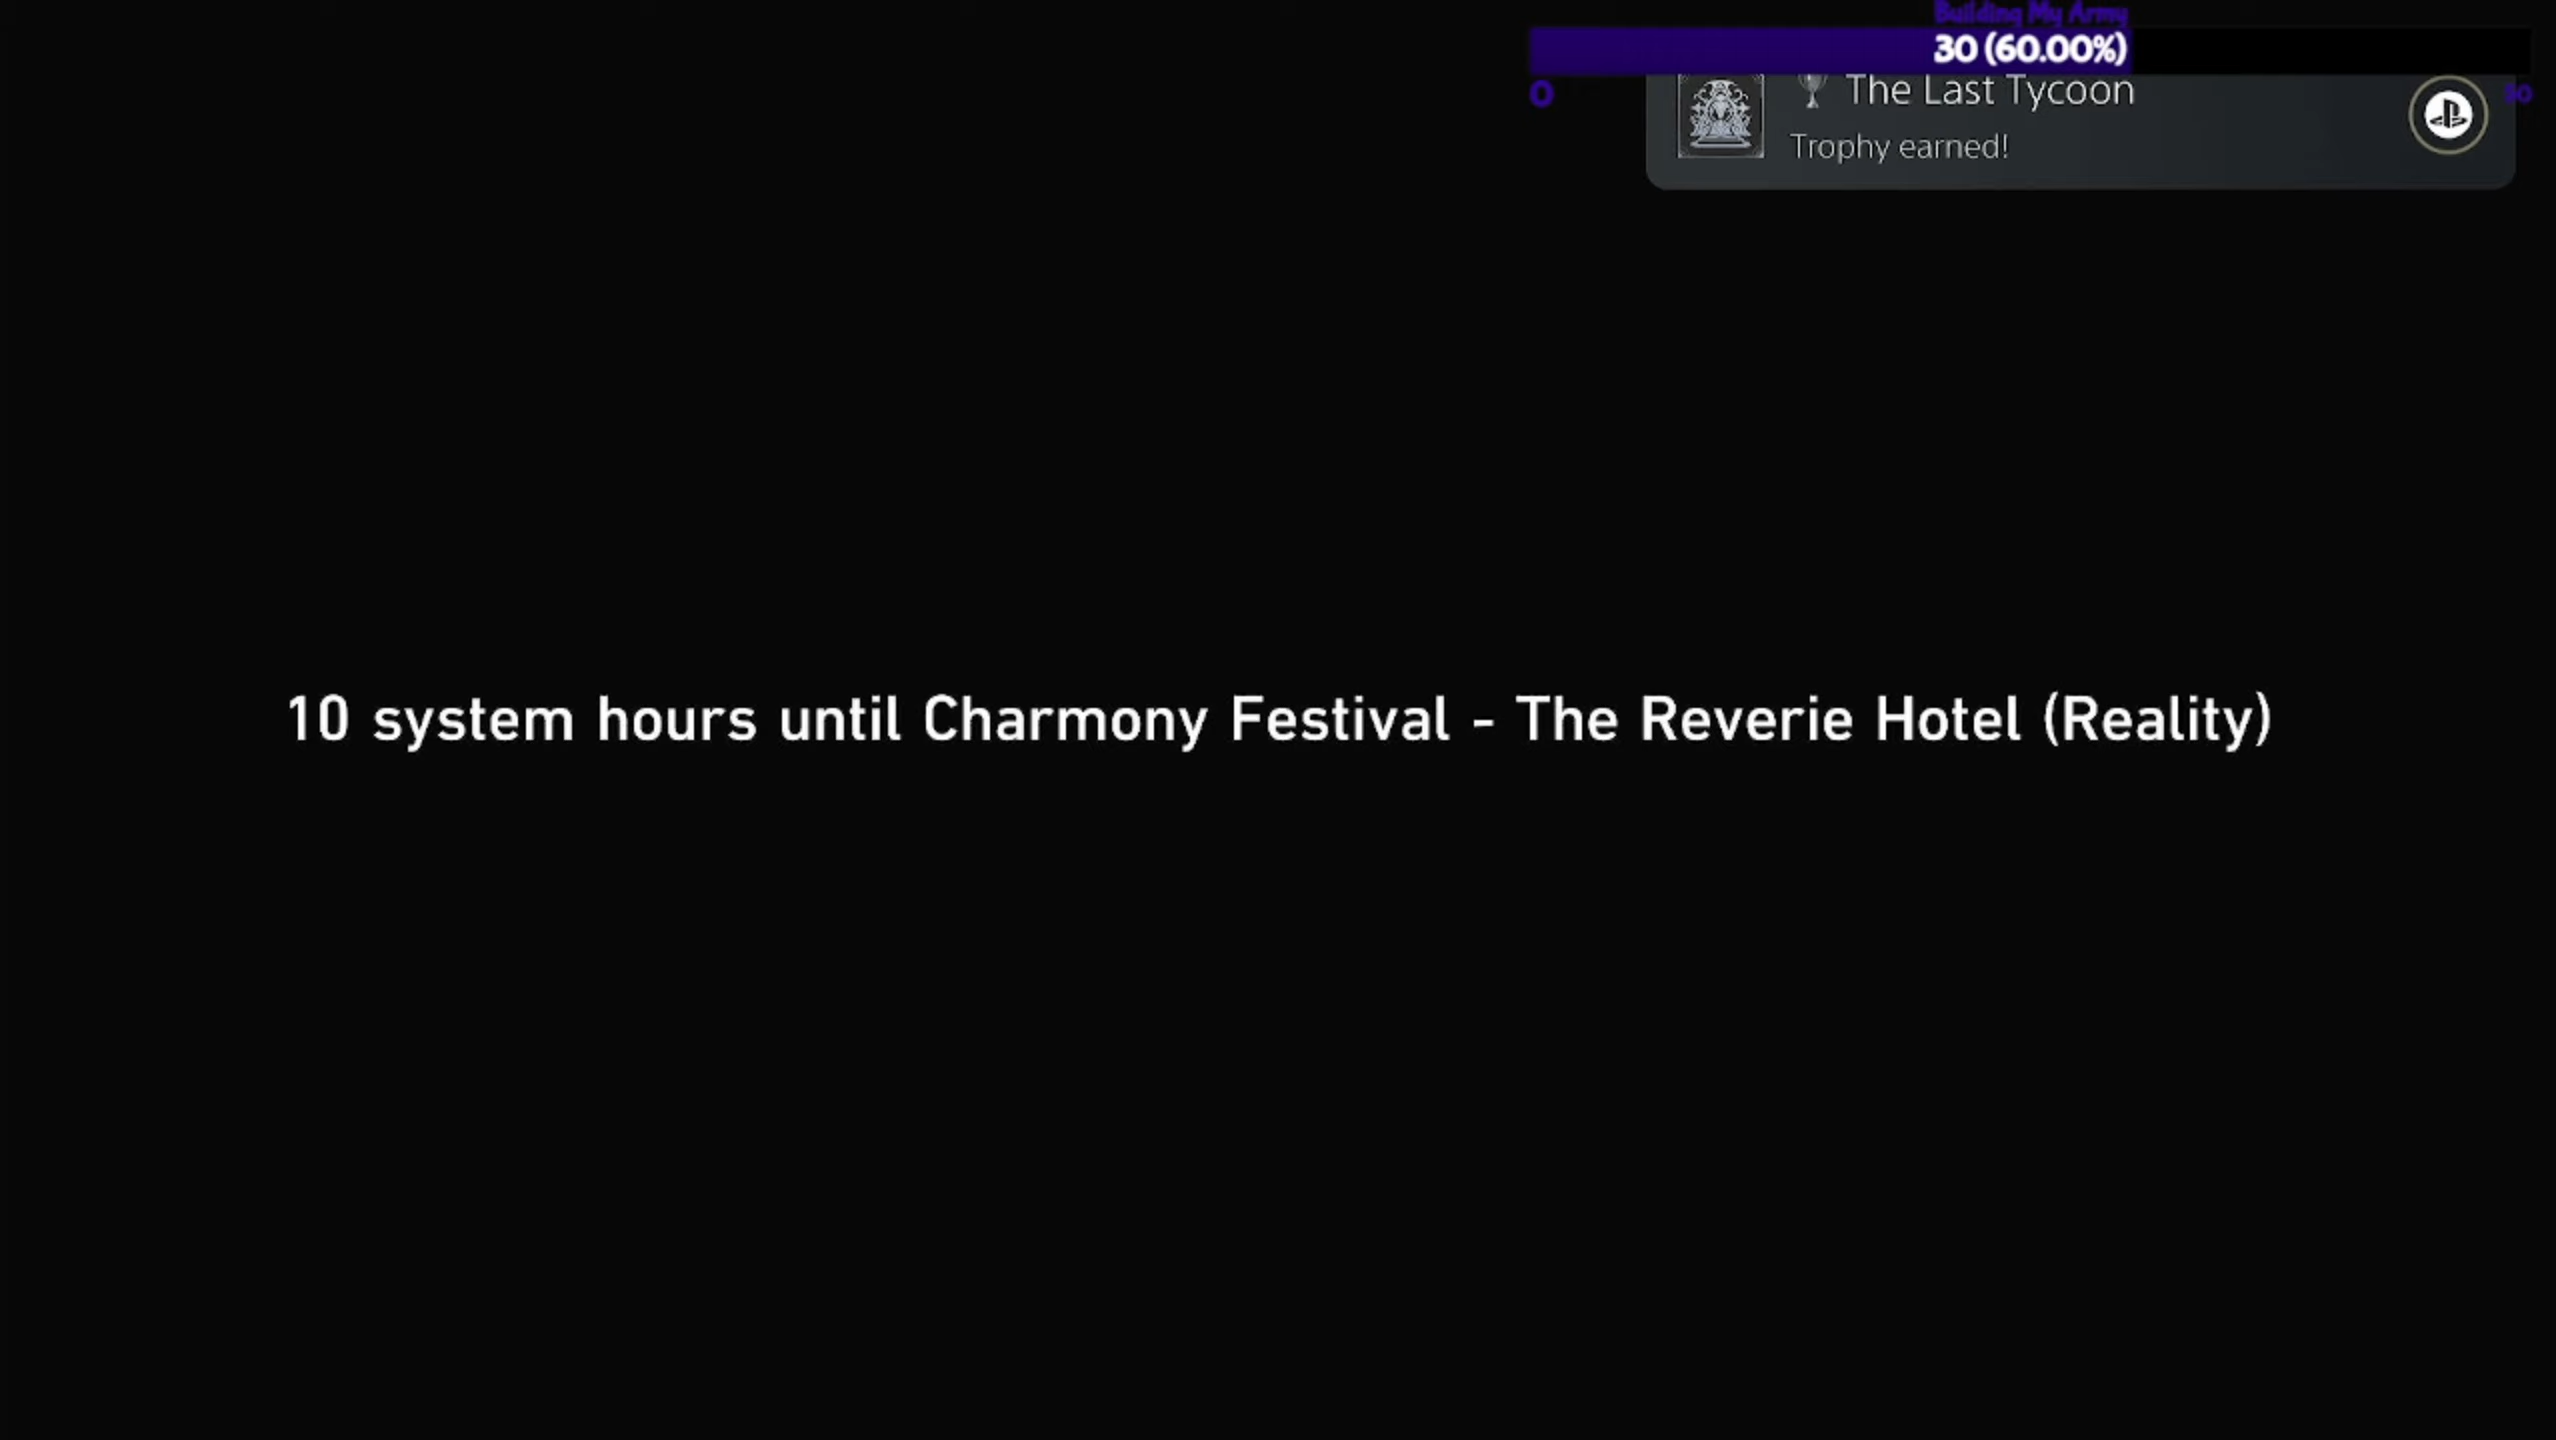 Building My Army
30 (60.00%)
0
50
The Last Tycoon
Trophy earned!
10 system hours until Charmony Festival - The Reverie Hotel (Reality)